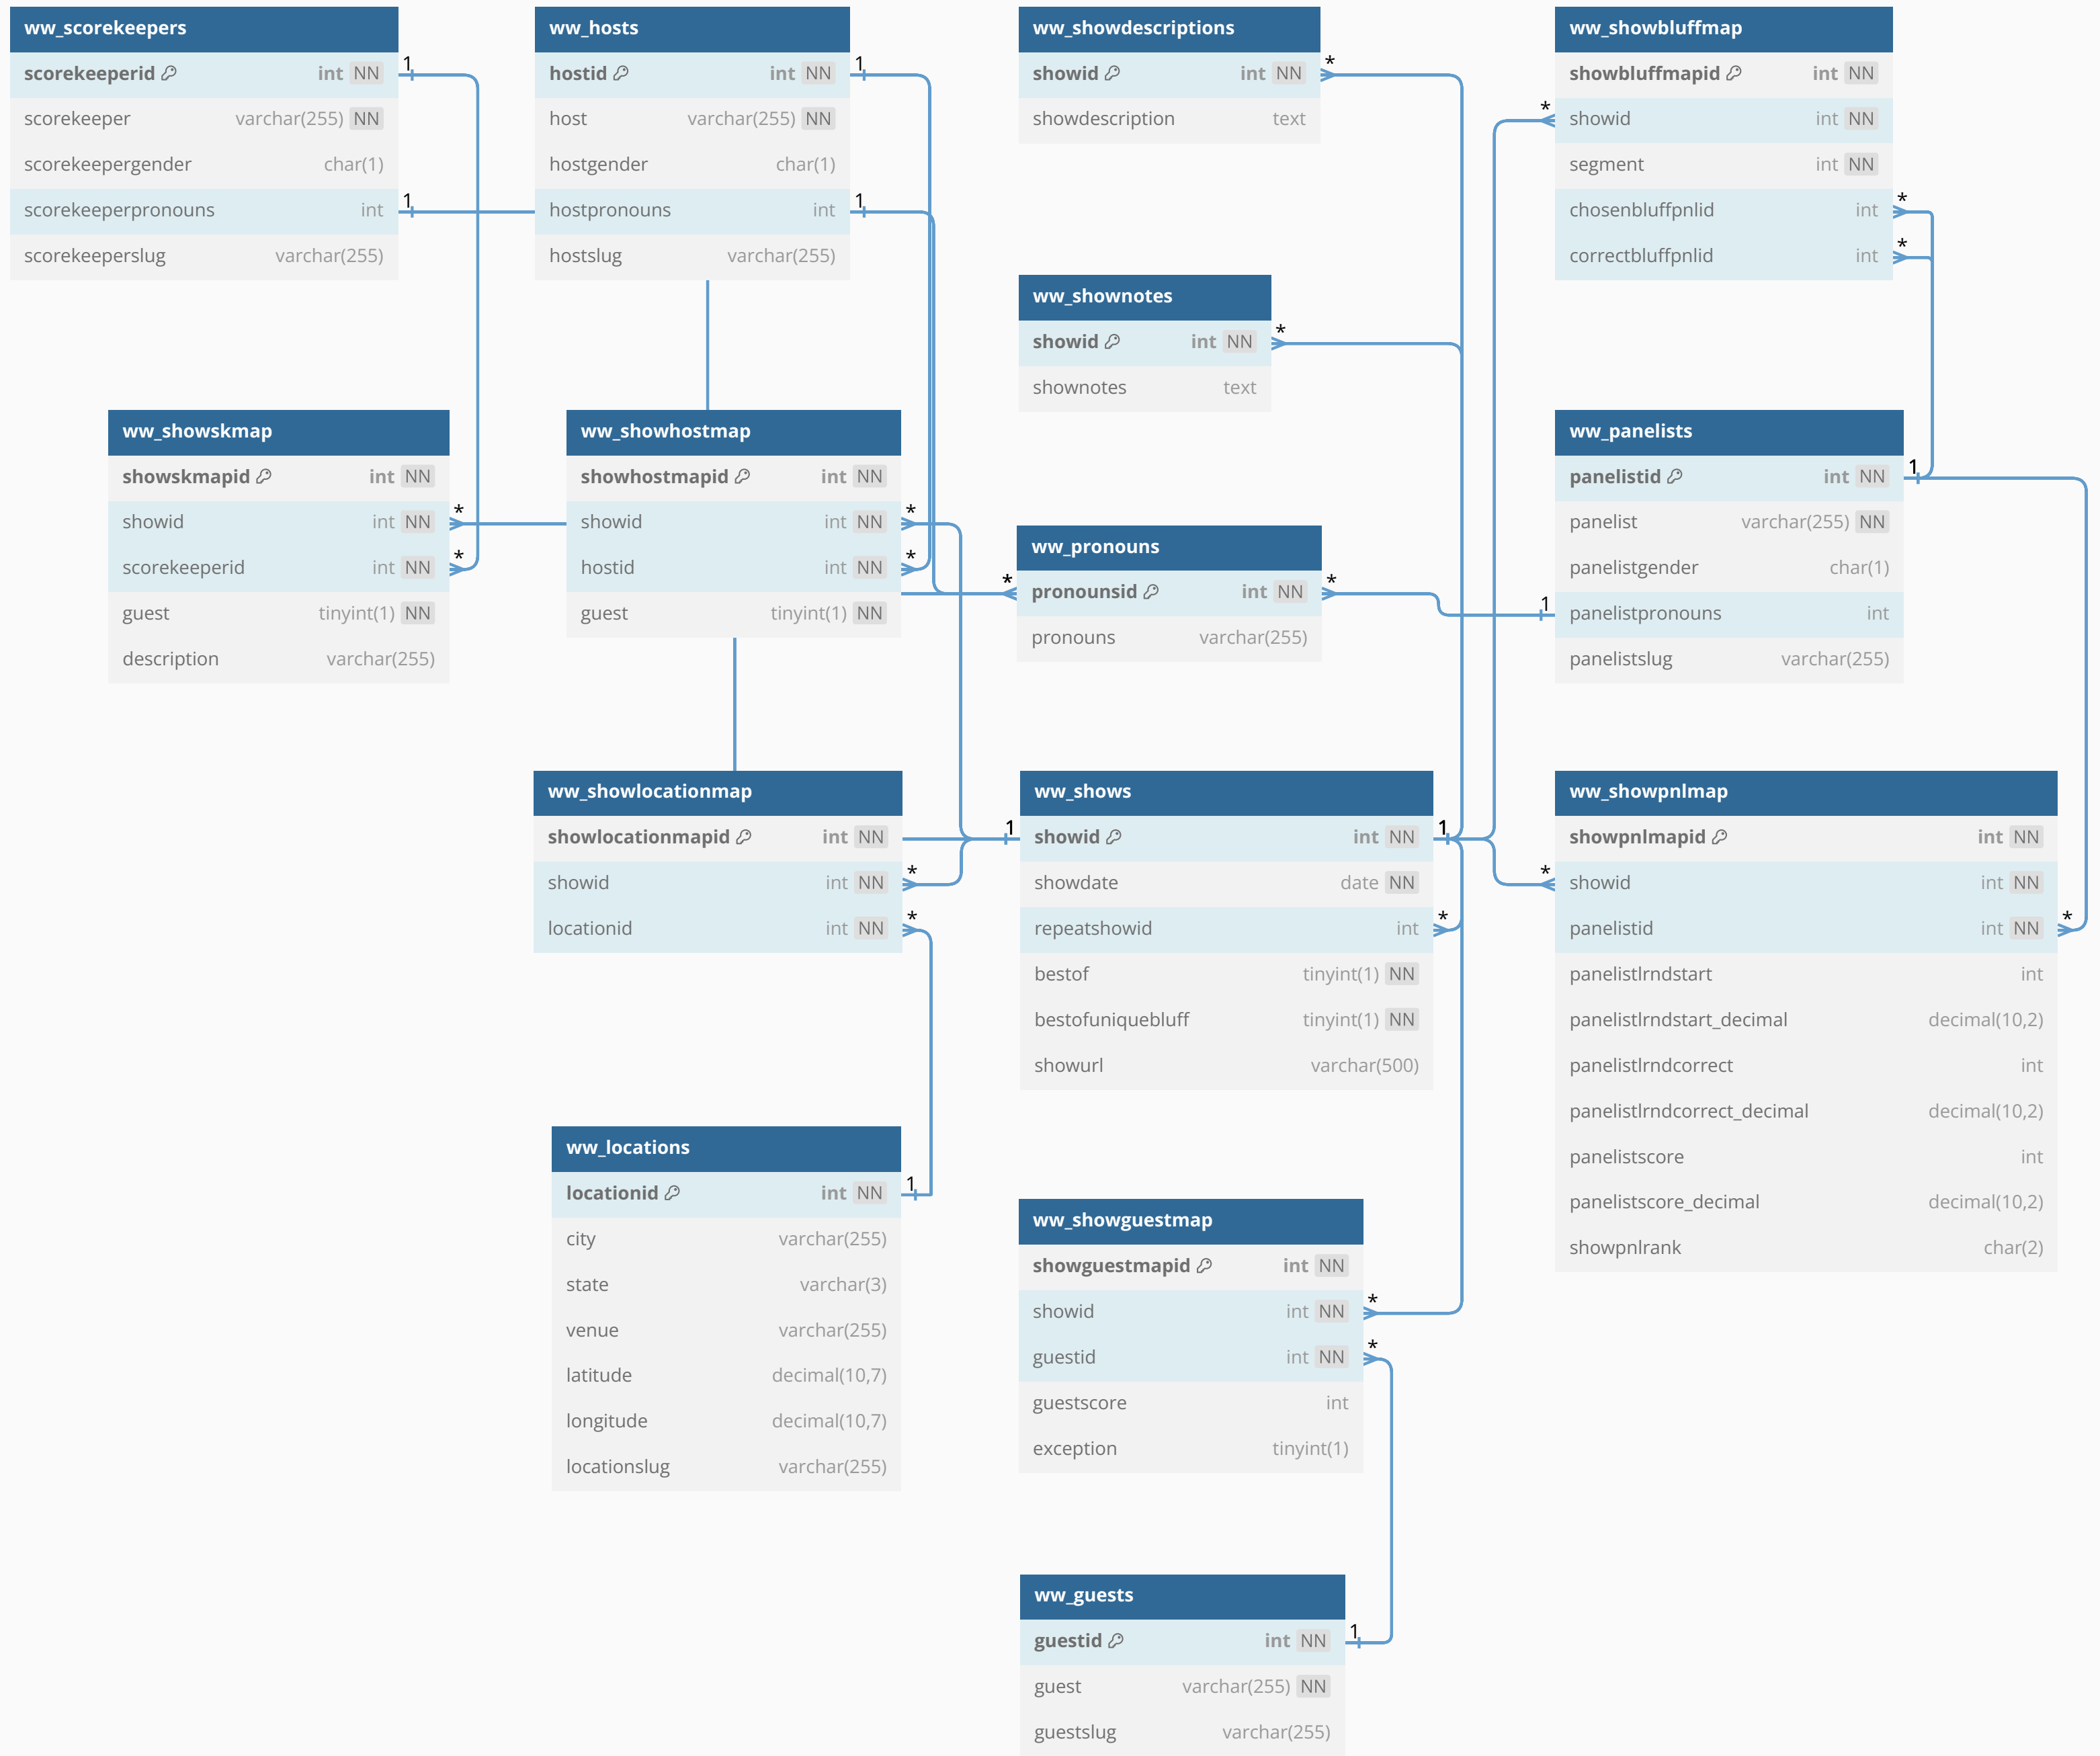 ww_scorekeepers
scorekeeperid int NN
scorekeeper varchar(255) NN
scorekeepergender char(1)
scorekeeperpronouns int
scorekeeperslug varchar(255)
1
1
ww_hosts
hostid int NN
host varchar(255) NN
hostgender char(1)
hostpronouns int
hostslug varchar(255)
1
1
ww_showdescriptions
showid int NN
showdescription text
*
ww_showbluffmap
showbluffmapid int NN
showid int NN
segment int NN
chosenbluffpnlid int
correctbluffpnlid int
*
*
*
ww_shownotes
showid int NN
shownotes text
*
ww_showskmap
showskmapid int NN
showid int NN
scorekeeperid int NN
guest tinyint(1) NN
description varchar(255)
*
*
ww_showhostmap
showhostmapid int NN
showid int NN
hostid int NN
guest tinyint(1) NN
*
*
ww_pronouns
pronounsid int NN
pronouns varchar(255)
*
*
ww_panelists
panelistid int NN
panelist varchar(255) NN
panelistgender char(1)
panelistpronouns int
panelistslug varchar(255)
1
1
ww_showlocationmap
showlocationmapid int NN
showid int NN
locationid int NN
*
*
ww_shows
showid int NN
showdate date NN
repeatshowid int
bestof tinyint(1) NN
bestofuniquebluff tinyint(1) NN
showurl varchar(500)
1
1
*
ww_showpnlmap
showpnlmapid int NN
showid int NN
panelistid int NN
panelistlrndstart int
panelistlrndstart_decimal decimal(10,2)
panelistlrndcorrect int
panelistlrndcorrect_decimal decimal(10,2)
panelistscore int
panelistscore_decimal decimal(10,2)
showpnlrank char(2)
*
*
ww_locations
locationid int NN
city varchar(255)
state varchar(3)
venue varchar(255)
latitude decimal(10,7)
longitude decimal(10,7)
locationslug varchar(255)
1
ww_showguestmap
showguestmapid int NN
showid int NN
guestid int NN
guestscore int
exception tinyint(1)
*
*
ww_guests
guestid int NN
guest varchar(255) NN
guestslug varchar(255)
1